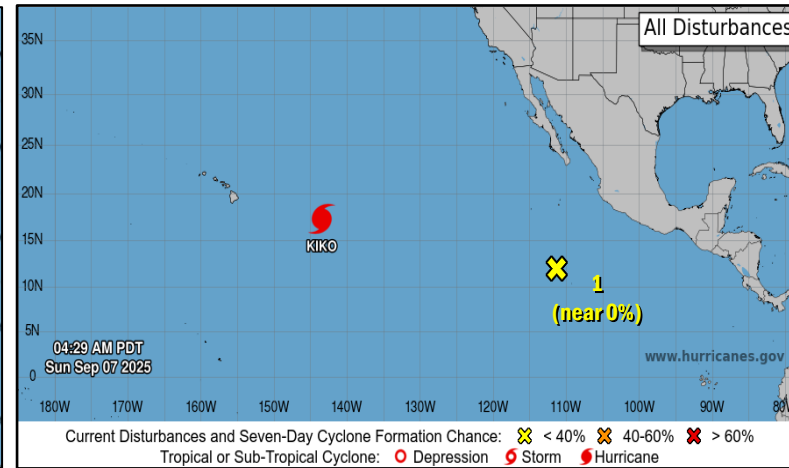 All Disturbances
35N
30N
25N
20N
15N
10N
5N
0
KIKO
1
(near 0%)
04:29 AM PDT
Sun Sep 07 2025
www.hurricanes.gov
180W 170W 160W 150W 140W 130W 120W 110W 100W 90W 80W
Current Disturbances and Seven-Day Cyclone Formation Chance: < 40% 40-60% > 60%
Tropical or Sub-Tropical Cyclone: Depression Storm Hurricane